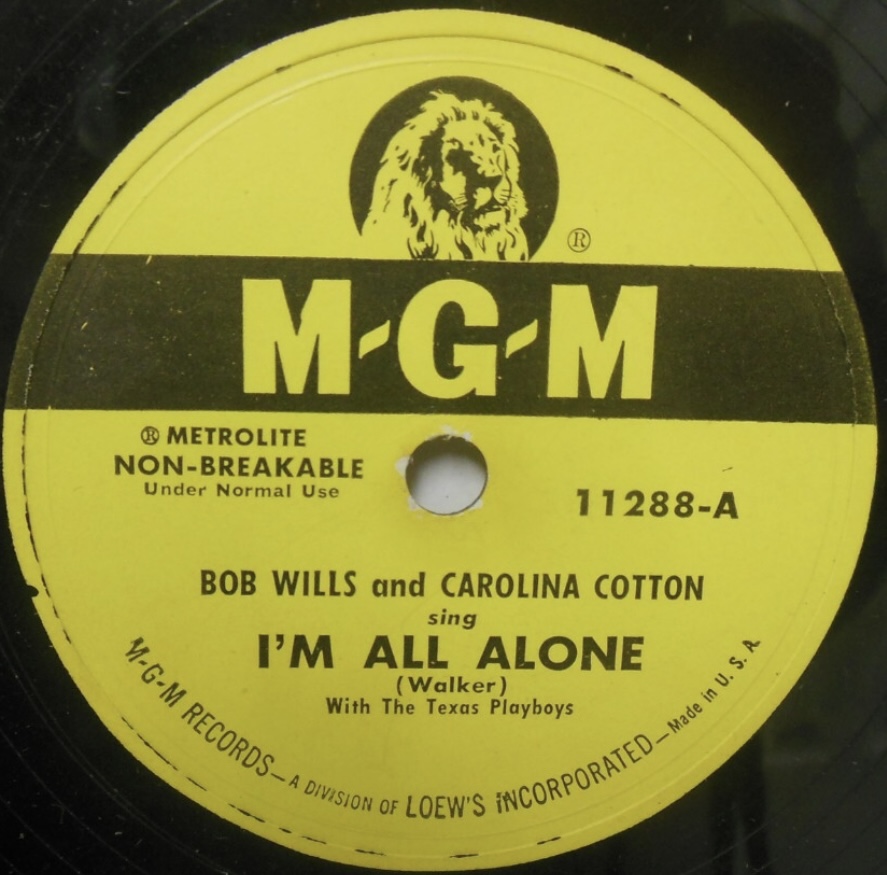 ®
M-G-M
® METROLITE
NON-BREAKABLE
Under Normal Use
11288-A
BOB WILLS and CAROLINA COTTON
sing
I'M ALL ALONE
(Walker)
With The Texas Playboys
M-G-M RECORDS—A DIVISION OF LOEW'S INCORPORATED—Made in U. S. A.